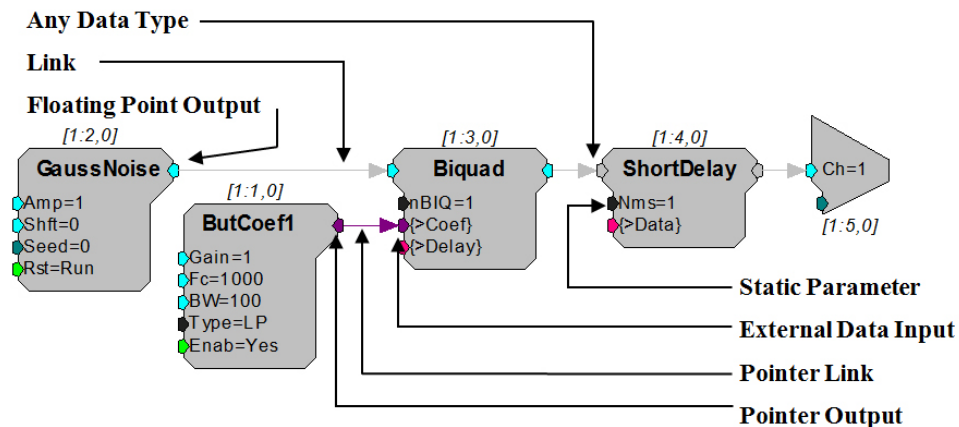 Any Data Type
Link
Floating Point Output
[1:2,0]
[1:3,0]
[1:4,0]
GaussNoise
Biquad
ShortDelay
Ch=1
[1:1,0]
Amp=1
Shft=0
Seed=0
Rst=Run
ButCoef1
nBIQ=1
{>Coef}
{>Delay}
Nms=1
{>Data}
[1:5,0]
Gain=1
Fc=1000
BW=100
Type=LP
Enab=Yes
Static Parameter
External Data Input
Pointer Link
Pointer Output